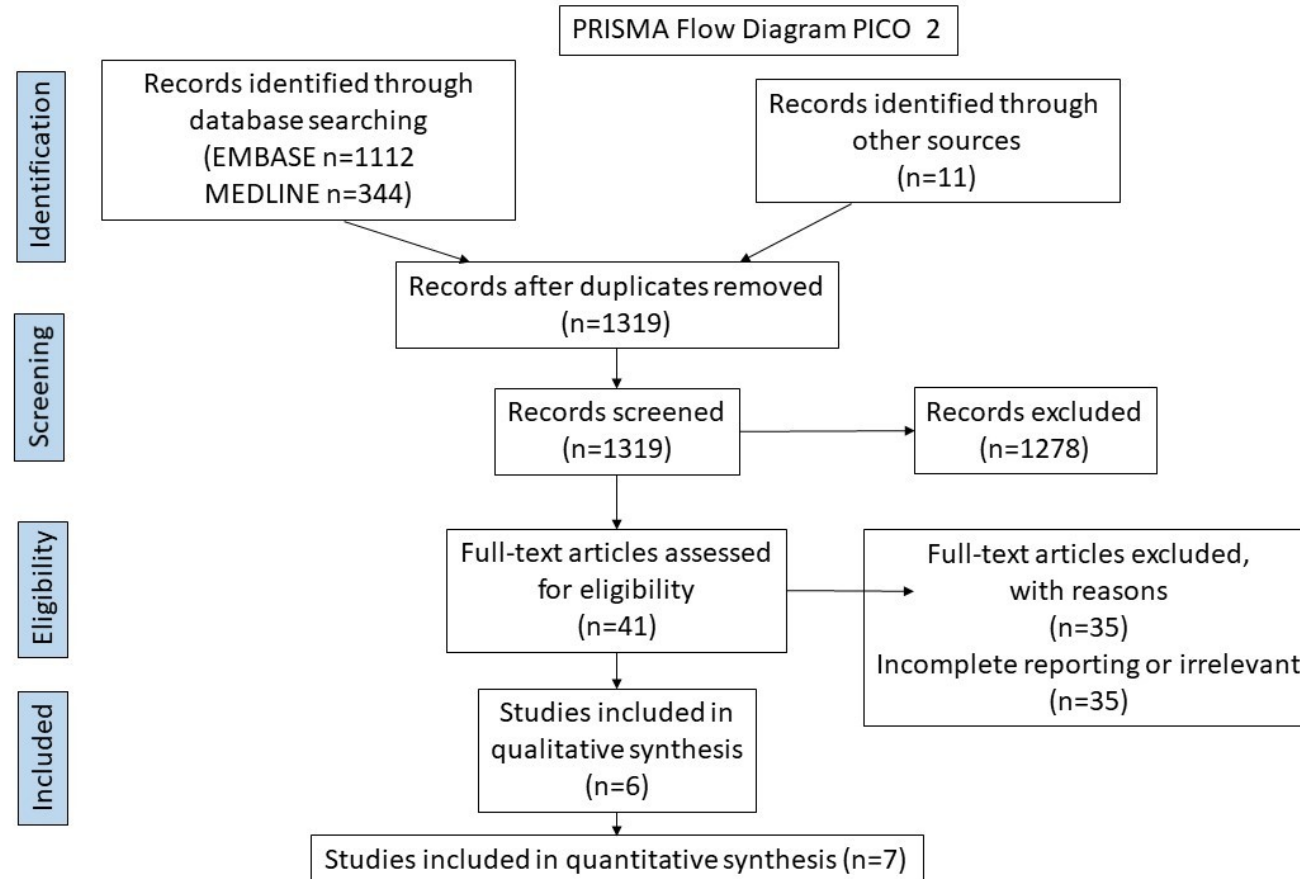 PRISMA Flow Diagram PICO 2
Identification
Records identified through
database searching
(EMBASE n=1112
MEDLINE n=344)
Records identified through
other sources
(n=11)
Records after duplicates removed
(n=1319)
Screening
Records screened
(n=1319)
Records excluded
(n=1278)
Eligibility
Full-text articles assessed
for eligibility
(n=41)
Full-text articles excluded,
with reasons
(n=35)
Incomplete reporting or irrelevant
(n=35)
Included
Studies included in
qualitative synthesis
(n=6)
Studies included in quantitative synthesis (n=7)